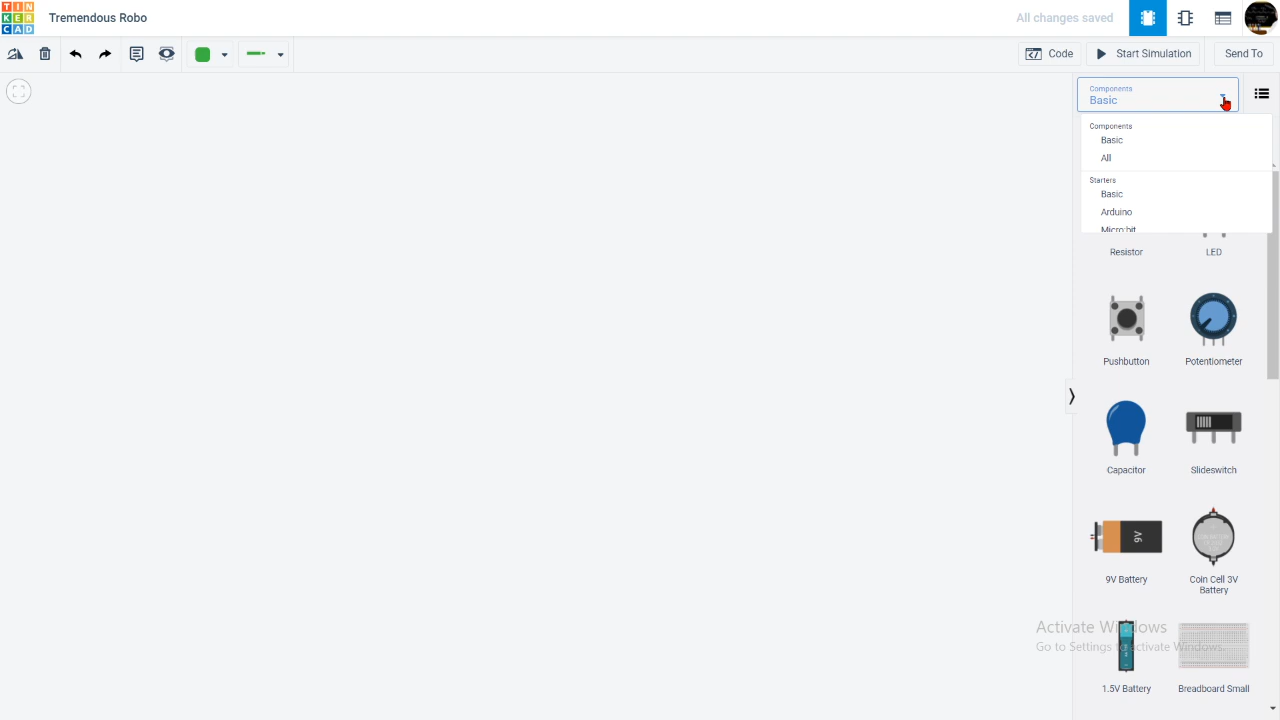 TIN
KER
CAD
Tremendous Robo
All changes saved
Code
Start Simulation
Send To
Components
Basic
Components
Basic
All
Starters
Basic
Arduino
Micro:bit
Resistor
LED
Pushbutton
Potentiometer
Capacitor
Slideswitch
9V
9V Battery
Coin Cell 3V
Battery
1.5V Battery
Breadboard Small
Activate Windows
Go to Settings to activate Windows.